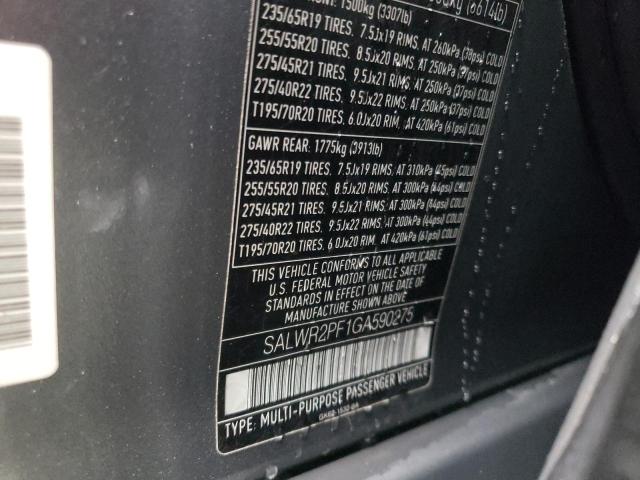 1500kg (3307lb)
235/65R19 TIRES, 7.5Jx19 RIMS, AT 260kPa (38psi) COLD
255/55R20 TIRES, 8.5Jx20 RIMS, AT 250kPa (37psi) COLD
275/45R21 TIRES, 9.5Jx21 RIMS, AT 250kPa (37psi) COLD
275/40R22 TIRES, 9.5Jx22 RIMS, AT 250kPa (37psi) COLD
T195/70R20 TIRES, 6.0Jx20 RIM, AT 420kPa (61psi) COLD
GAWR REAR: 1775kg (3913lb)
235/65R19 TIRES, 7.5Jx19 RIMS, AT 310kPa (45psi) COLD
255/55R20 TIRES, 8.5Jx20 RIMS, AT 300kPa (44psi) COLD
275/45R21 TIRES, 9.5Jx21 RIMS, AT 300kPa (44psi) COLD
275/40R22 TIRES, 9.5Jx22 RIMS, AT 300kPa (44psi) COLD
T195/70R20 TIRES, 6.0Jx20 RIM, AT 420kPa (61psi) COLD
THIS VEHICLE CONFORMS TO ALL APPLICABLE
U.S. FEDERAL MOTOR VEHICLE SAFETY
STANDARDS IN EFFECT ON THE DATE OF
MANUFACTURE SHOWN ABOVE.
SALWR2PF1GA590275
TYPE: MULTI-PURPOSE PASSENGER VEHICLE